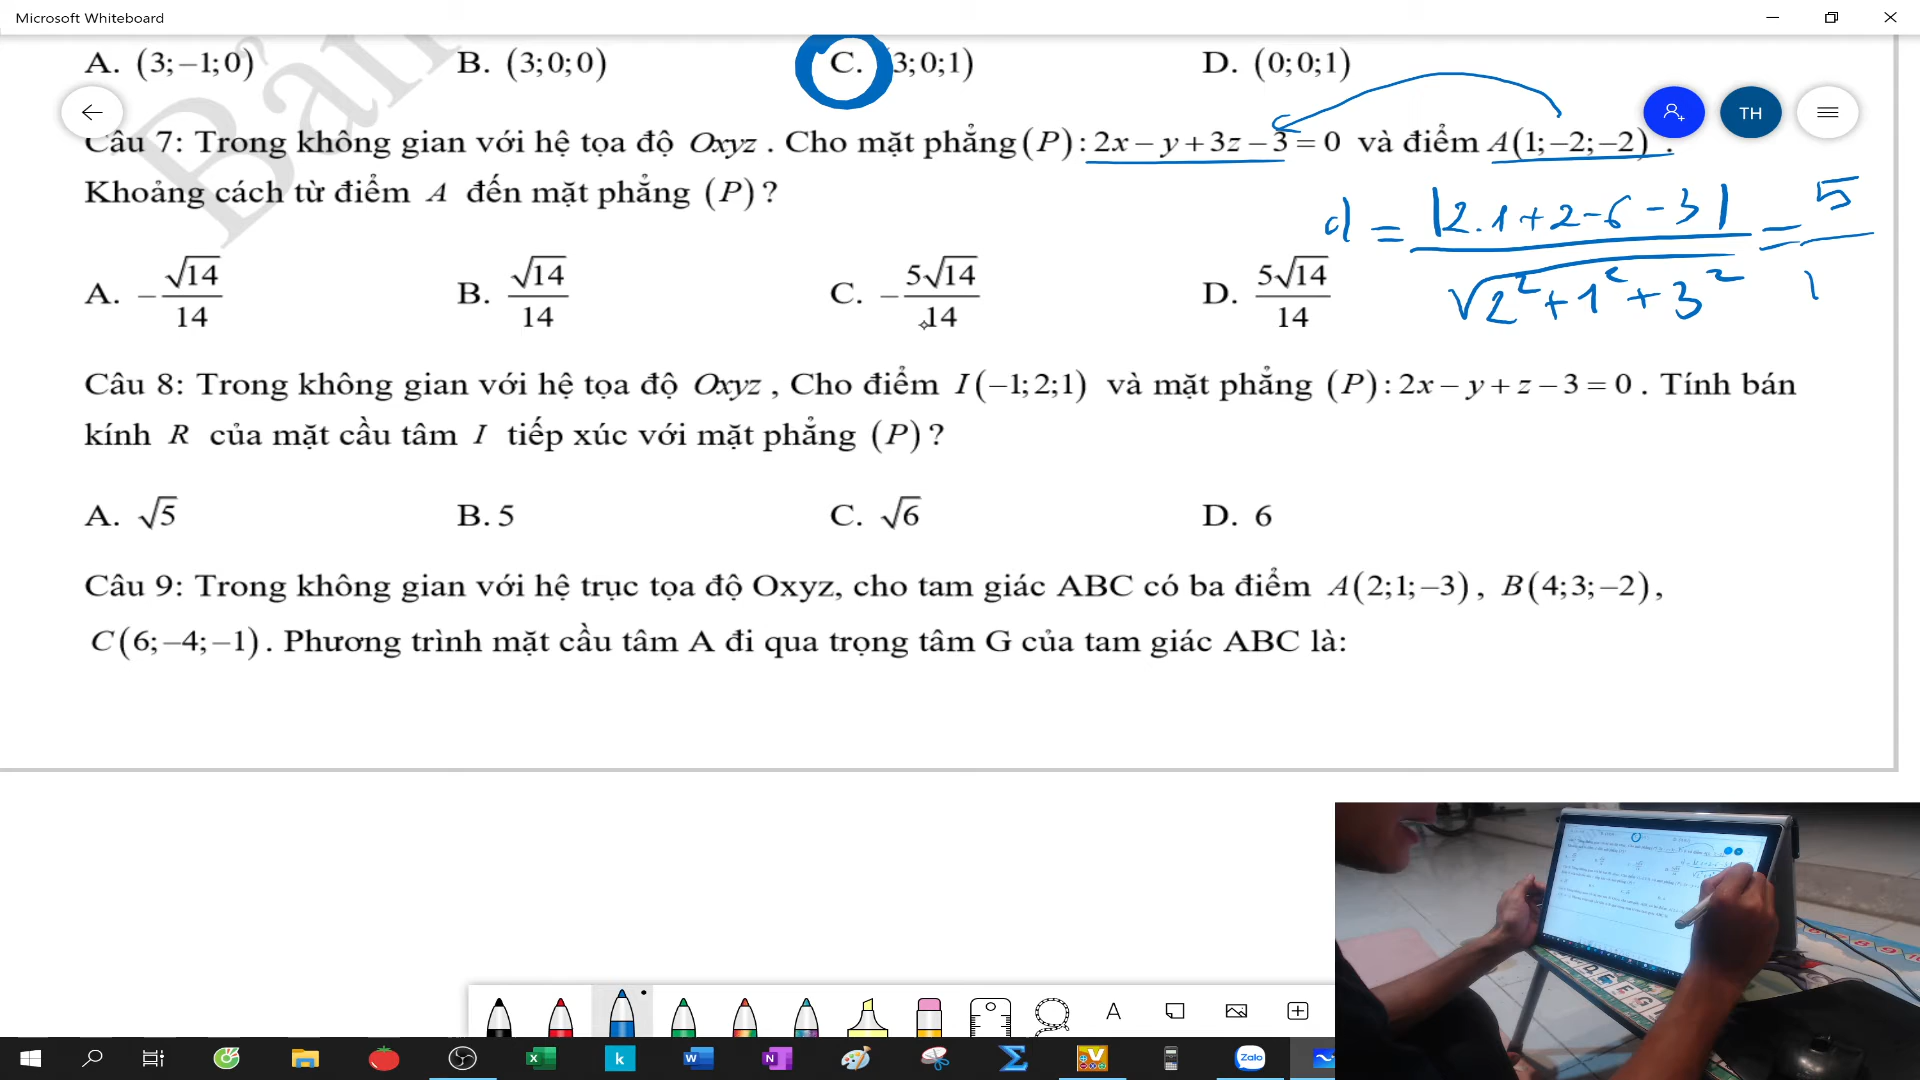 Microsoft Whiteboard
A. (3;−1;0) B. (3;0;0) C. (3;0;1) D. (0;0;1)
TH
Câu 7: Trong không gian với hệ tọa độ Oxyz . Cho mặt phẳng (P): 2x − y + 3z − 3 = 0 và điểm A(1;−2;−2) .
Khoảng cách từ điểm A đến mặt phẳng (P)?
d = |2.1+2-6-3| / √2²+1²+3² = 5 / 1
A. −√14/14 B. √14/14 C. −5√14/14 D. 5√14/14
Câu 8: Trong không gian với hệ tọa độ Oxyz , Cho điểm I(−1;2;1) và mặt phẳng (P): 2x − y + z − 3 = 0 . Tính bán
kính R của mặt cầu tâm I tiếp xúc với mặt phẳng (P)?
A. √5 B. 5 C. √6 D. 6
Câu 9: Trong không gian với hệ trục tọa độ Oxyz, cho tam giác ABC có ba điểm A(2;1;−3), B(4;3;−2),
C(6;−4;−1). Phương trình mặt cầu tâm A đi qua trọng tâm G của tam giác ABC là:
Bản
A
Zalo